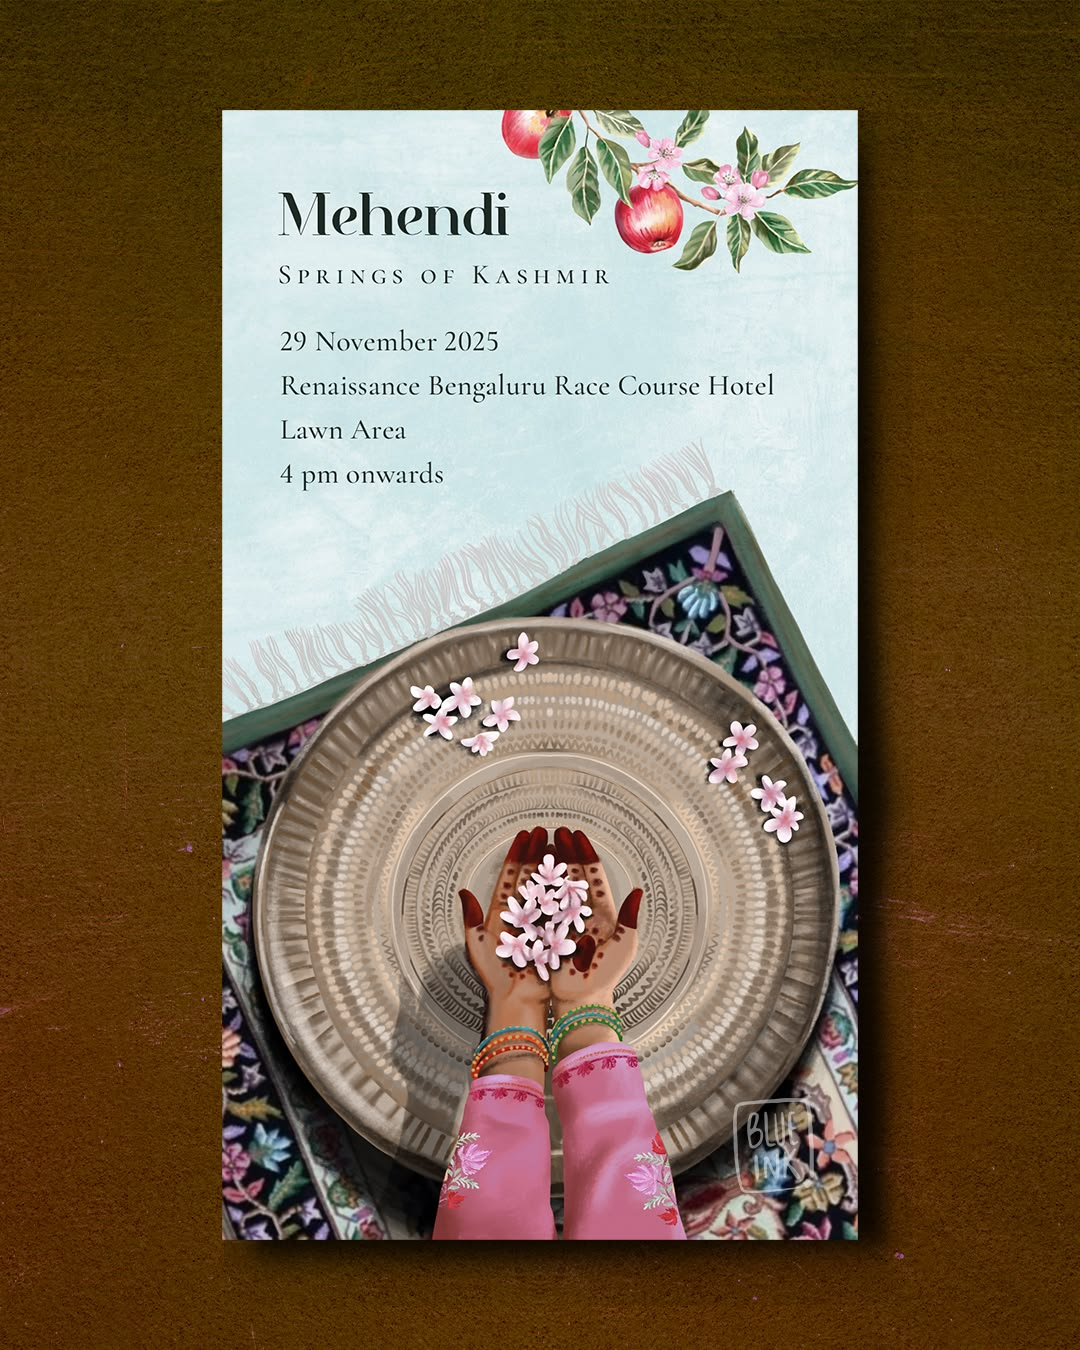 Mehendi
Springs of Kashmir
29 November 2025
Renaissance Bengaluru Race Course Hotel
Lawn Area
4 pm onwards
BLUE
INK